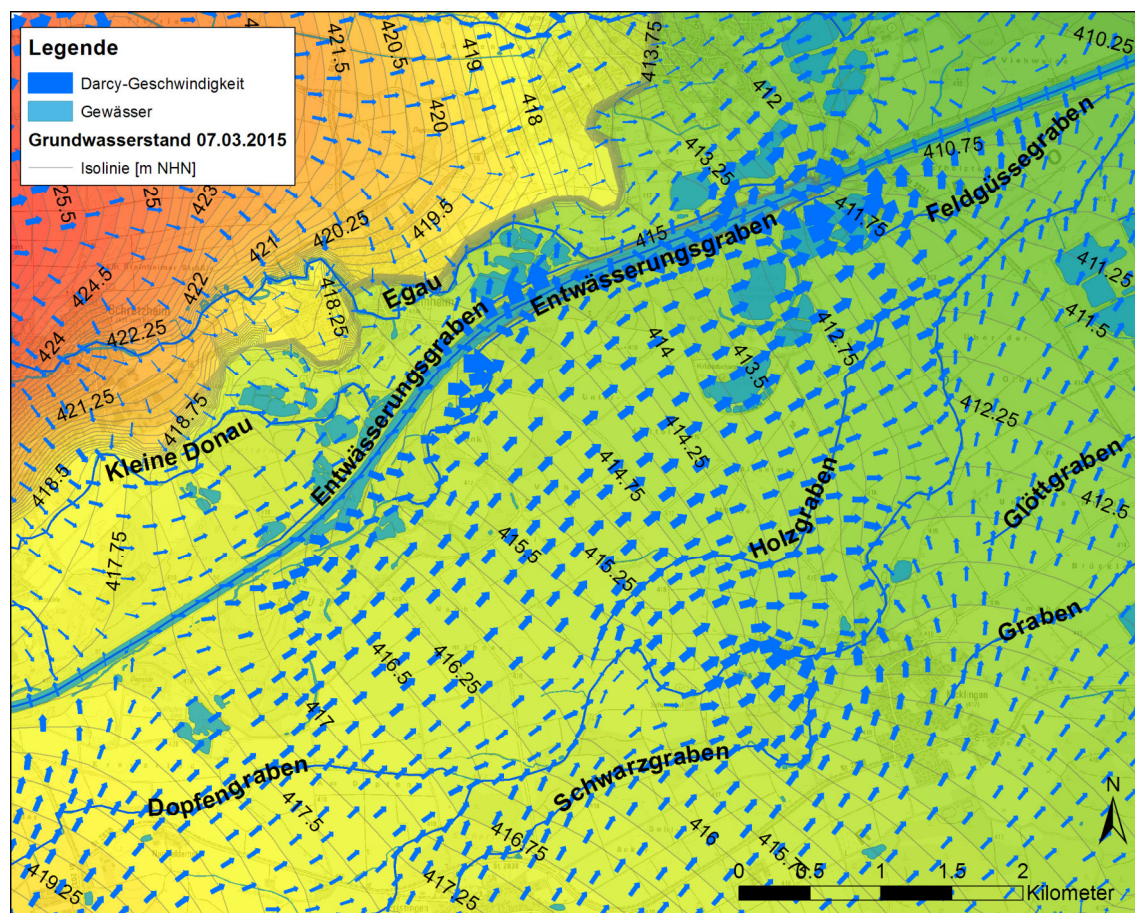 Legende
Darcy-Geschwindigkeit
Gewässer
Grundwasserstand 07.03.2015
Isolinie [m NHN]
421.5
420.5
419
413.75
410.25
420
418
412
413.25
410.75
Feldgüssegraben
25.5
25
423
420.25
419.5
421
415
411.75
Entwässerungsgraben
Egau
424.5
422
418.25
411.25
424
422.25
414
413.5
412.75
411.5
421.25
418.75
Entwässerungsgraben
Kleine Donau
418.5
414.25
412.25
414.75
Glöttgraben
412.5
417.75
415.5
415.25
Holzgraben
Graben
416.5
416.25
Kicklingen
417
Schwarzgraben
Dopfengraben
417.5
416.75
416
415.75
419.25
417.25
N
0
0.5
1
1.5
2
Kilometer